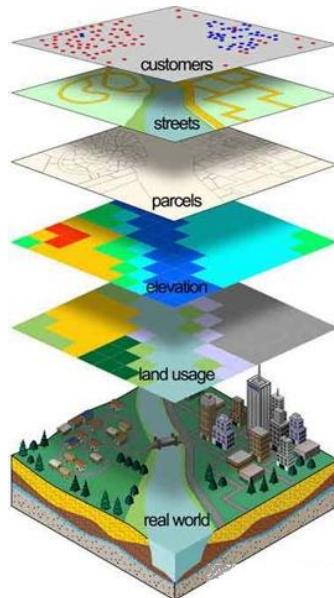 customers
streets
parcels
elevation
land usage
real world